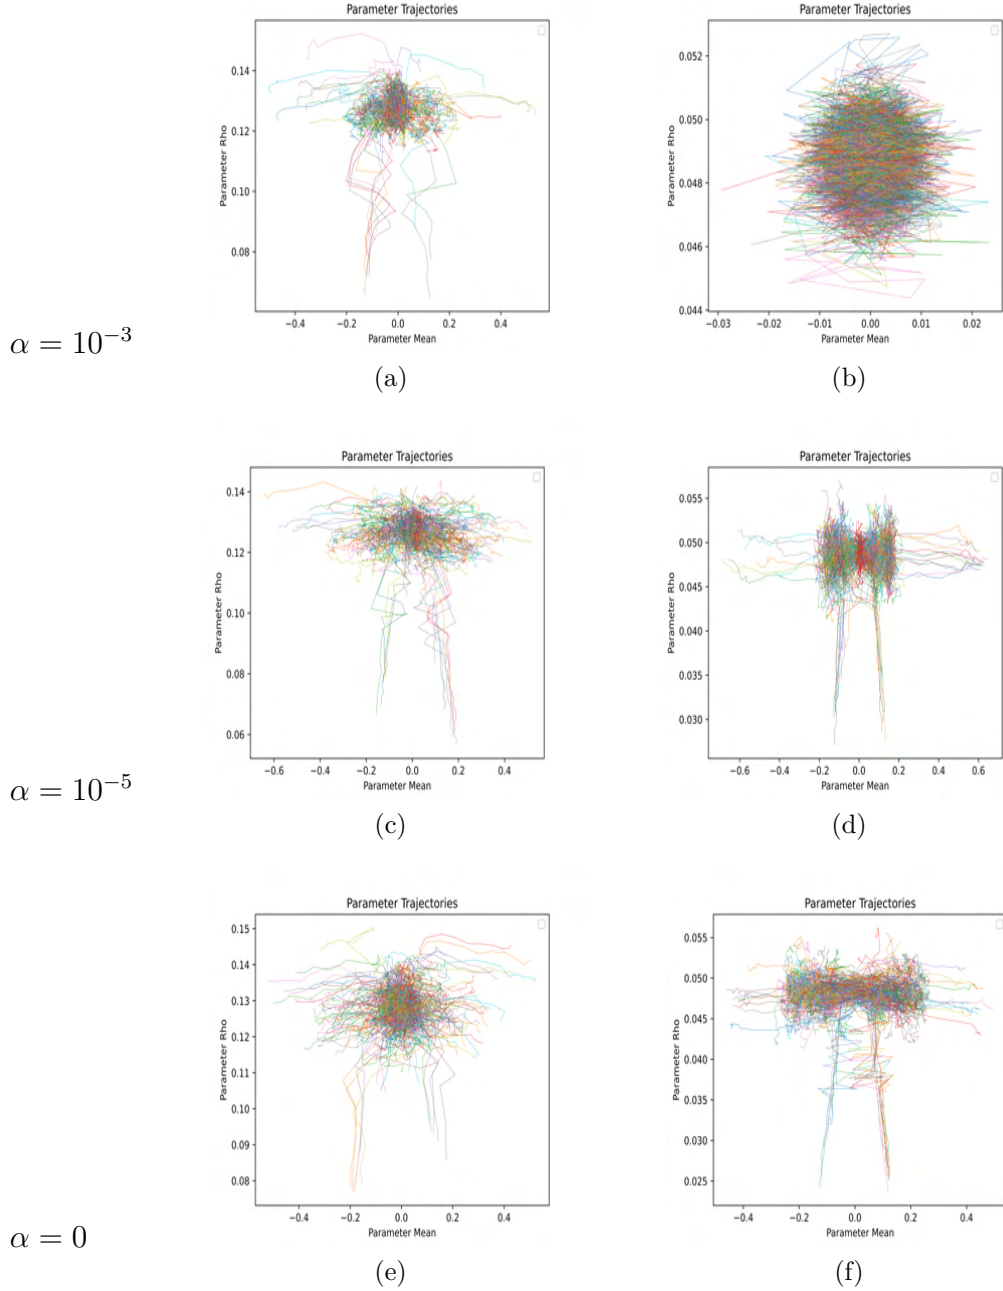 Parameter Trajectories
Parameter Rho
0.14
0.12
0.10
0.08
−0.4 −0.2 0.0 0.2 0.4
Parameter Mean
(a)
Parameter Trajectories
Parameter Rho
0.052
0.050
0.048
0.046
0.044
−0.03 −0.02 −0.01 0.00 0.01 0.02
Parameter Mean
(b)
α = 10⁻³
Parameter Trajectories
Parameter Rho
0.14
0.12
0.10
0.08
0.06
−0.6 −0.4 −0.2 0.0 0.2 0.4
Parameter Mean
(c)
Parameter Trajectories
Parameter Rho
0.055
0.050
0.045
0.040
0.035
0.030
−0.6 −0.4 −0.2 0.0 0.2 0.4 0.6
Parameter Mean
(d)
α = 10⁻⁵
Parameter Trajectories
Parameter Rho
0.15
0.14
0.13
0.12
0.11
0.10
0.09
0.08
−0.4 −0.2 0.0 0.2 0.4
Parameter Mean
(e)
Parameter Trajectories
Parameter Rho
0.055
0.050
0.045
0.040
0.035
0.030
0.025
−0.4 −0.2 0.0 0.2 0.4
Parameter Mean
(f)
α = 0